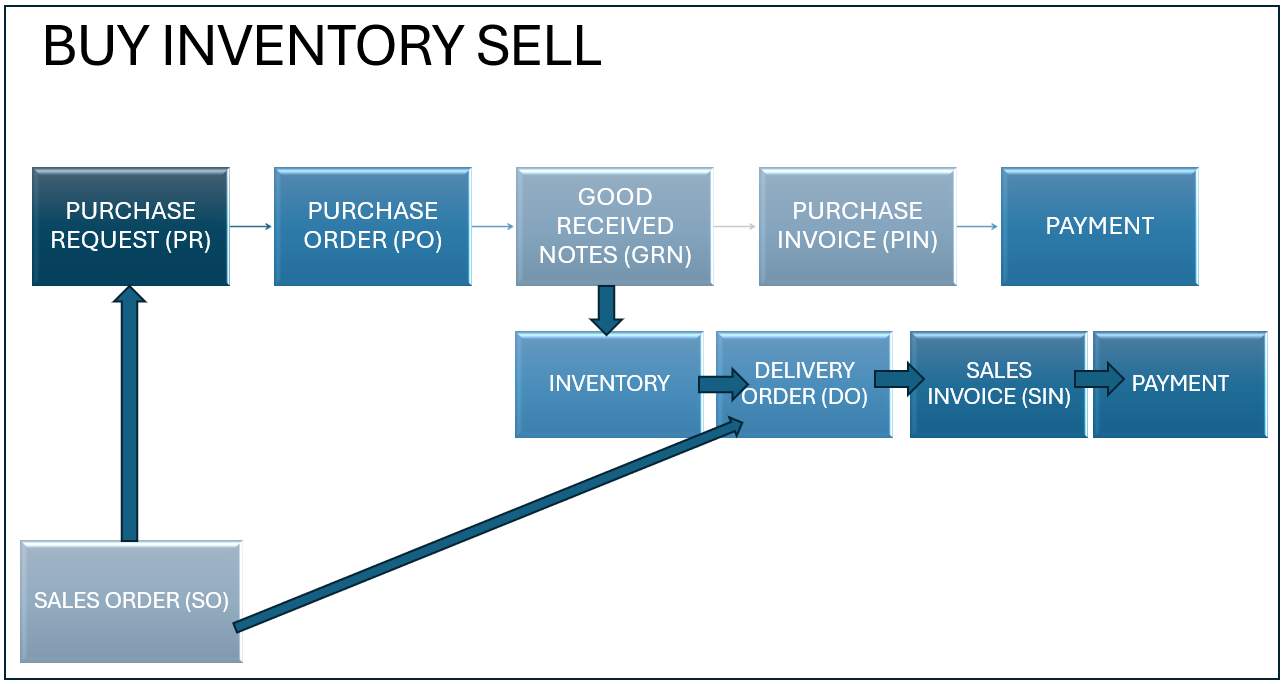 BUY INVENTORY SELL
PURCHASE
REQUEST (PR)
PURCHASE
ORDER (PO)
GOOD
RECEIVED
NOTES (GRN)
PURCHASE
INVOICE (PIN)
PAYMENT
INVENTORY
DELIVERY
ORDER (DO)
SALES
INVOICE (SIN)
PAYMENT
SALES ORDER (SO)